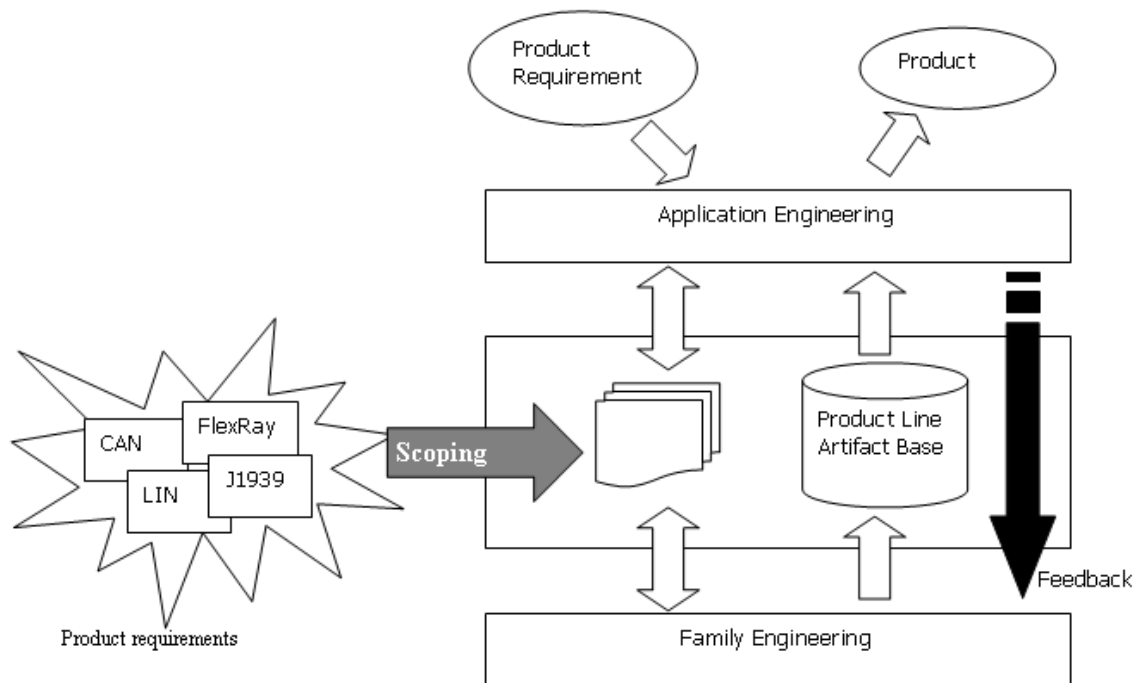 Product
Requirement
Product
Application Engineering
CAN
FlexRay
LIN
J1939
Scoping
Product Line
Artifact Base
Feedback
Product requirements
Family Engineering